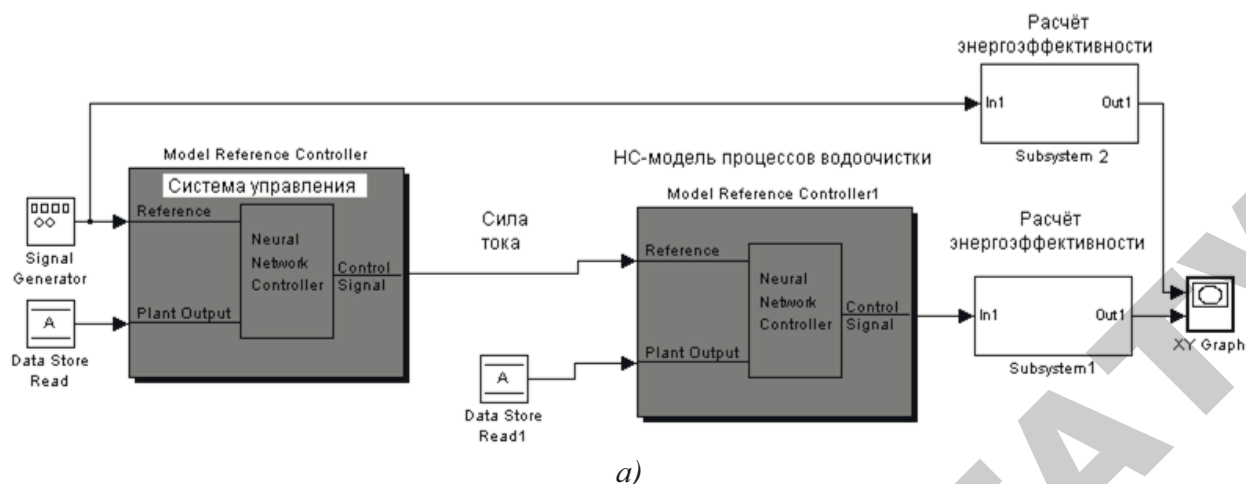 Расчёт
энергоэффективности
In1
Out1
Subsystem 2
Model Reference Controller
Система управления
Reference
Neural
Network
Controller
Control
Signal
Plant Output
Signal
Generator
A
Data Store
Read
Сила
тока
НС-модель процессов водоочистки
Model Reference Controller1
Reference
Neural
Network
Controller
Control
Signal
Plant Output
A
Data Store
Read1
Расчёт
энергоэффективности
In1
Out1
Subsystem1
XY Graph
а)